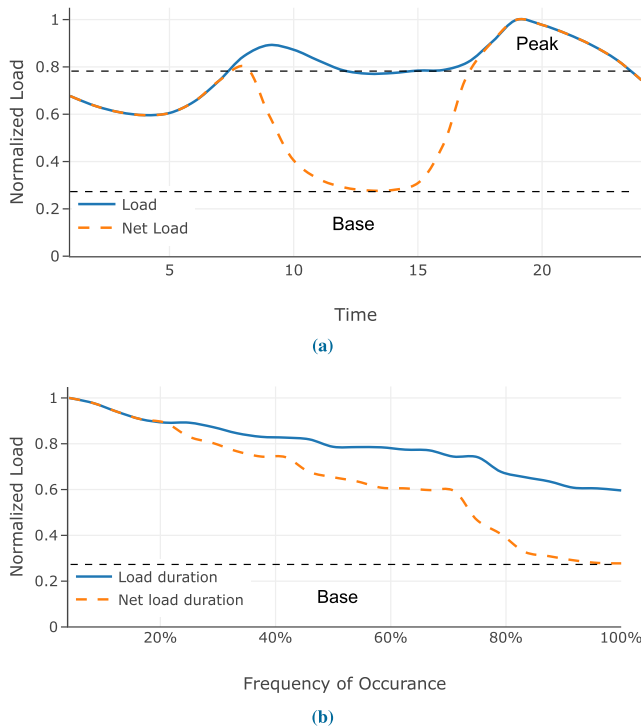 Normalized Load
1
0.8
0.6
0.4
0.2
0
Peak
Load
Net Load
Base
5
10
15
20
Time
(a)
Normalized Load
1
0.8
0.6
0.4
0.2
0
Load duration
Net load duration
Base
20%
40%
60%
80%
100%
Frequency of Occurance
(b)